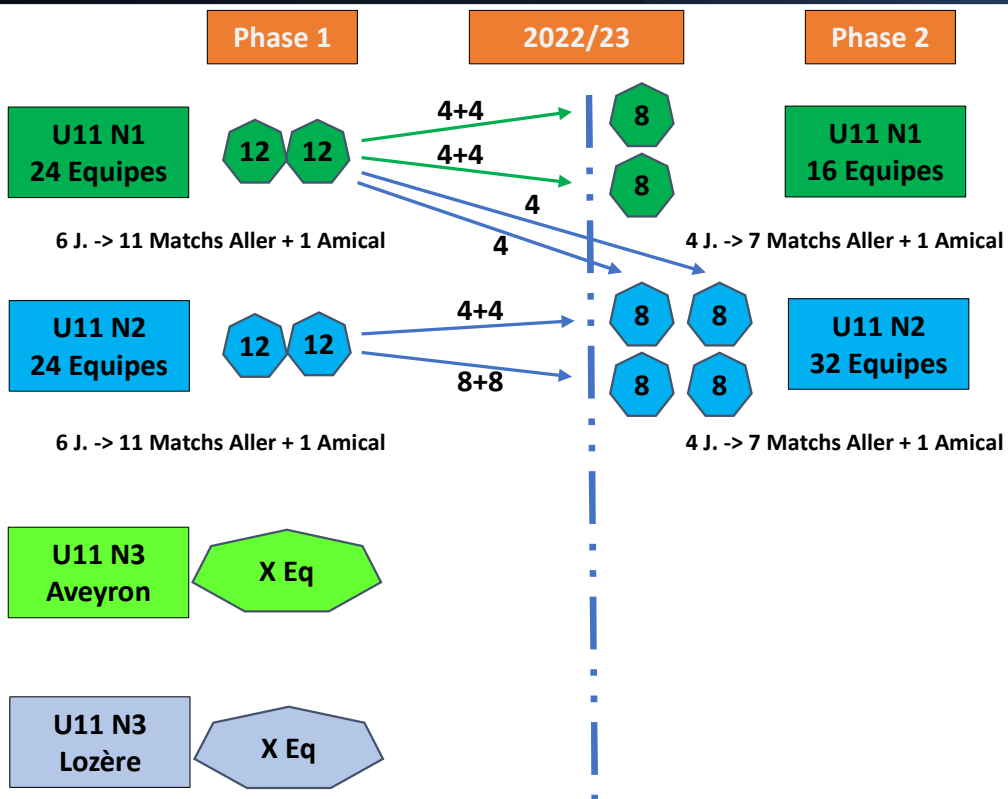 Phase 1
2022/23
Phase 2
U11 N1
24 Equipes
12
12
4+4
4+4
4
4
8
8
U11 N1
16 Equipes
6 J. -> 11 Matchs Aller + 1 Amical
4 J. -> 7 Matchs Aller + 1 Amical
U11 N2
24 Equipes
12
12
4+4
8+8
8
8
8
8
U11 N2
32 Equipes
6 J. -> 11 Matchs Aller + 1 Amical
4 J. -> 7 Matchs Aller + 1 Amical
U11 N3
Aveyron
X Eq
U11 N3
Lozère
X Eq